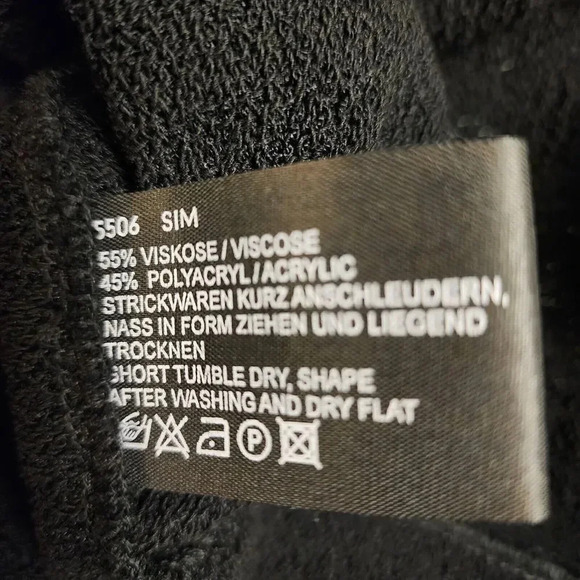 5506 SIM
55% VISKOSE/VISCOSE
45% POLYACRYL/ACRYLIC
STRICKWAREN KURZ ANSCHLEUDERN,
NASS IN FORM ZIEHEN UND LIEGEND
TROCKNEN
SHORT TUMBLE DRY, SHAPE
AFTER WASHING AND DRY FLAT
P